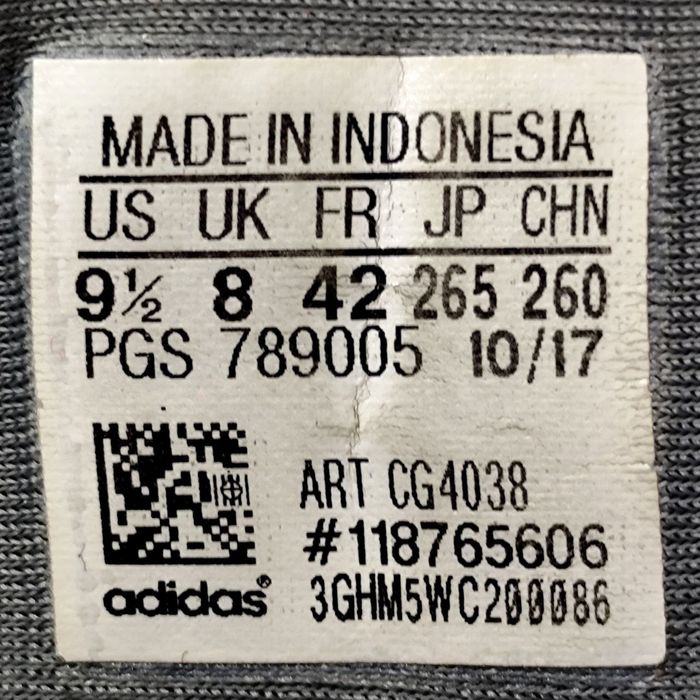 MADE IN INDONESIA
US UK FR JP CHN
9½ 8 42 265 260
PGS 789005 10/17
ART CG4038
#118765606
adidas® 3GHM5WC200086